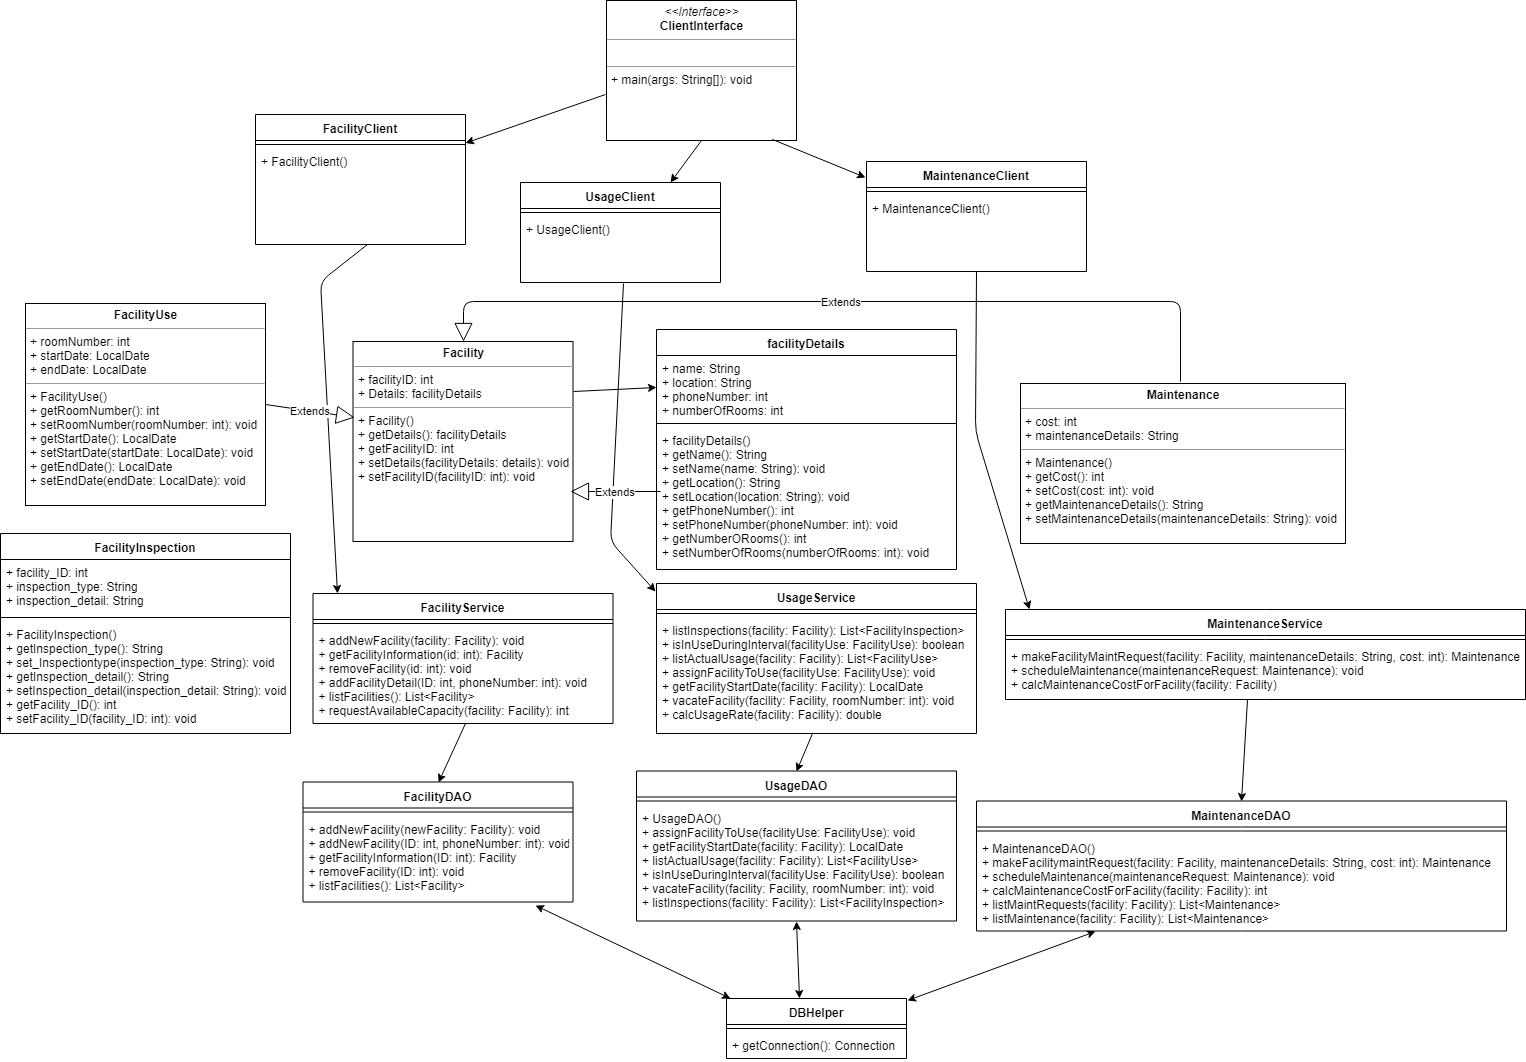 <<Interface>>
ClientInterface
+ main(args: String[]): void
FacilityClient
+ FacilityClient()
UsageClient
+ UsageClient()
MaintenanceClient
+ MaintenanceClient()
Extends
FacilityUse
+ roomNumber: int
+ startDate: LocalDate
+ endDate: LocalDate
+ FacilityUse()
+ getRoomNumber(): int
+ setRoomNumber(roomNumber: int): void
+ getStartDate(): LocalDate
+ setStartDate(startDate: LocalDate): void
+ getEndDate(): LocalDate
+ setEndDate(endDate: LocalDate): void
Extends
Facility
+ facilityID: int
+ Details: facilityDetails
+ Facility()
+ getDetails(): facilityDetails
+ getFacilityID: int
+ setDetails(facilityDetails: details): void
+ setFacilityID(facilityID: int): void
Extends
facilityDetails
+ name: String
+ location: String
+ phoneNumber: int
+ numberOfRooms: int
+ facilityDetails()
+ getName(): String
+ setName(name: String): void
+ getLocation(): String
+ setLocation(location: String): void
+ getPhoneNumber(): int
+ setPhoneNumber(phoneNumber: int): void
+ getNumberORooms(): int
+ setNumberOfRooms(numberOfRooms: int): void
Maintenance
+ cost: int
+ maintenanceDetails: String
+ Maintenance()
+ getCost(): int
+ setCost(cost: int): void
+ getMaintenanceDetails(): String
+ setMaintenanceDetails(maintenanceDetails: String): void
FacilityInspection
+ facility_ID: int
+ inspection_type: String
+ inspection_detail: String
+ FacilityInspection()
+ getInspection_type(): String
+ set_Inspectiontype(inspection_type: String): void
+ getInspection_detail(): String
+ setInspection_detail(inspection_detail: String): void
+ getFacility_ID(): int
+ setFacility_ID(facility_ID: int): void
FacilityService
+ addNewFacility(facility: Facility): void
+ getFacilityInformation(id: int): Facility
+ removeFacility(id: int): void
+ addFacilityDetail(ID: int, phoneNumber: int): void
+ listFacilities(): List<Facility>
+ requestAvailableCapacity(facility: Facility): int
UsageService
+ listInspections(facility: Facility): List<FacilityInspection>
+ isInUseDuringInterval(facilityUse: FacilityUse): boolean
+ listActualUsage(facility: Facility): List<FacilityUse>
+ assignFacilityToUse(facilityUse: FacilityUse): void
+ getFacilityStartDate(facility: Facility): LocalDate
+ vacateFacility(facility: Facility, roomNumber: int): void
+ calcUsageRate(facility: Facility): double
MaintenanceService
+ makeFacilityMaintRequest(facility: Facility, maintenanceDetails: String, cost: int): Maintenance
+ scheduleMaintenance(maintenanceRequest: Maintenance): void
+ calcMaintenanceCostForFacility(facility: Facility)
FacilityDAO
+ addNewFacility(newFacility: Facility): void
+ addNewFacility(ID: int, phoneNumber: int): void
+ getFacilityInformation(ID: int): Facility
+ removeFacility(ID: int): void
+ listFacilities(): List<Facility>
UsageDAO
+ UsageDAO()
+ assignFacilityToUse(facilityUse: FacilityUse): void
+ getFacilityStartDate(facility: Facility): LocalDate
+ listActualUsage(facility: Facility): List<FacilityUse>
+ isInUseDuringInterval(facilityUse: FacilityUse): boolean
+ vacateFacility(facility: Facility, roomNumber: int): void
+ listInspections(facility: Facility): List<FacilityInspection>
MaintenanceDAO
+ MaintenanceDAO()
+ makeFacilitymaintRequest(facility: Facility, maintenanceDetails: String, cost: int): Maintenance
+ scheduleMaintenance(maintenanceRequest: Maintenance): void
+ calcMaintenanceCostForFacility(facility: Facility): int
+ listMaintRequests(facility: Facility): List<Maintenance>
+ listMaintenance(facility: Facility): List<Maintenance>
DBHelper
+ getConnection(): Connection